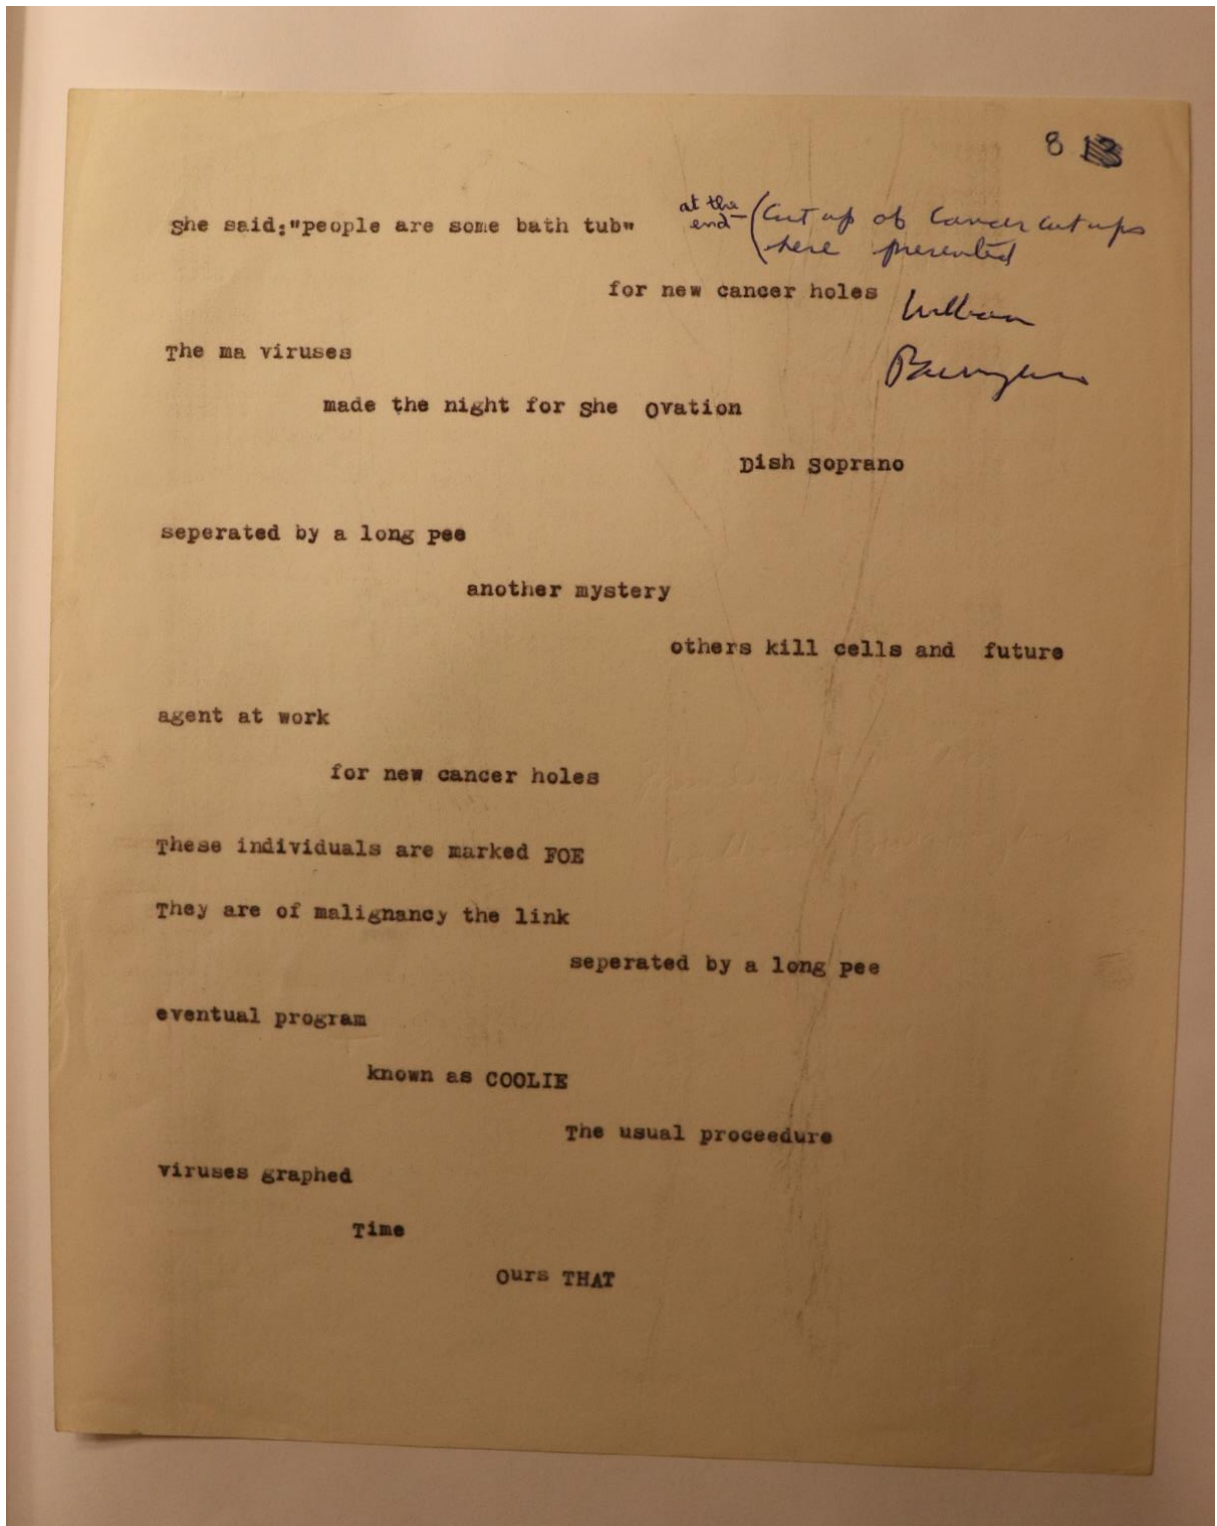 8
she said:"people are some bath tub"
at the
end
(Cut up of Cancer cut ups
here presented
for new cancer holes
William
Burroughs
The ma viruses
made the night for she ovation
Dish soprano
seperated by a long pee
another mystery
others kill cells and future
agent at work
for new cancer holes
These individuals are marked FOE
They are of malignancy the link
seperated by a long pee
eventual program
known as COOLIE
The usual proceedure
viruses graphed
Time
Ours THAT